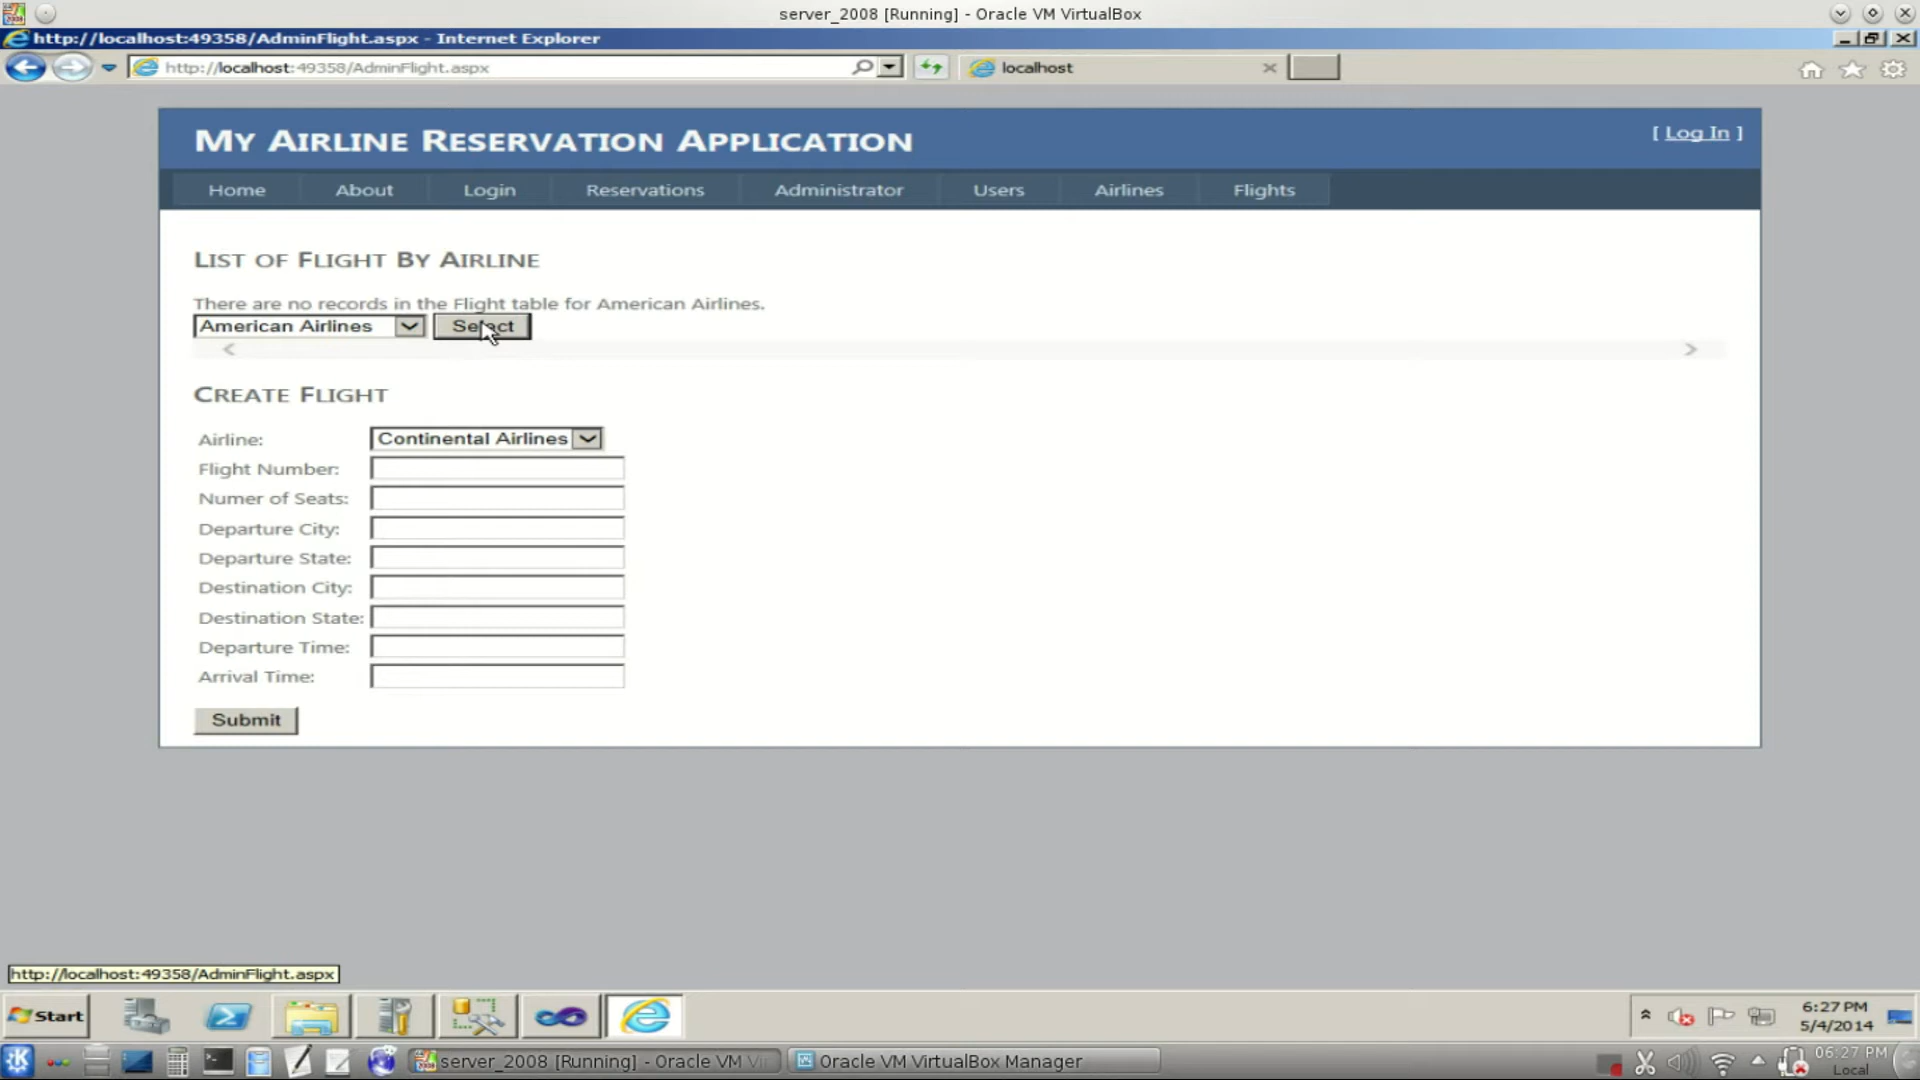 server_2008 [Running] - Oracle VM VirtualBox
http://localhost:49358/AdminFlight.aspx - Internet Explorer
http://localhost:49358/AdminFlight.aspx
localhost
MY AIRLINE RESERVATION APPLICATION
[ Log In ]
Home About Login Reservations Administrator Users Airlines Flights
LIST OF FLIGHT BY AIRLINE
There are no records in the Flight table for American Airlines.
American Airlines Select
CREATE FLIGHT
Airline: Continental Airlines
Flight Number:
Numer of Seats:
Departure City:
Departure State:
Destination City:
Destination State:
Departure Time:
Arrival Time:
Submit
http://localhost:49358/AdminFlight.aspx
Start
6:27 PM
5/4/2014
server_2008 [Running] - Oracle VM
Oracle VM VirtualBox Manager
06:27 PM
Local